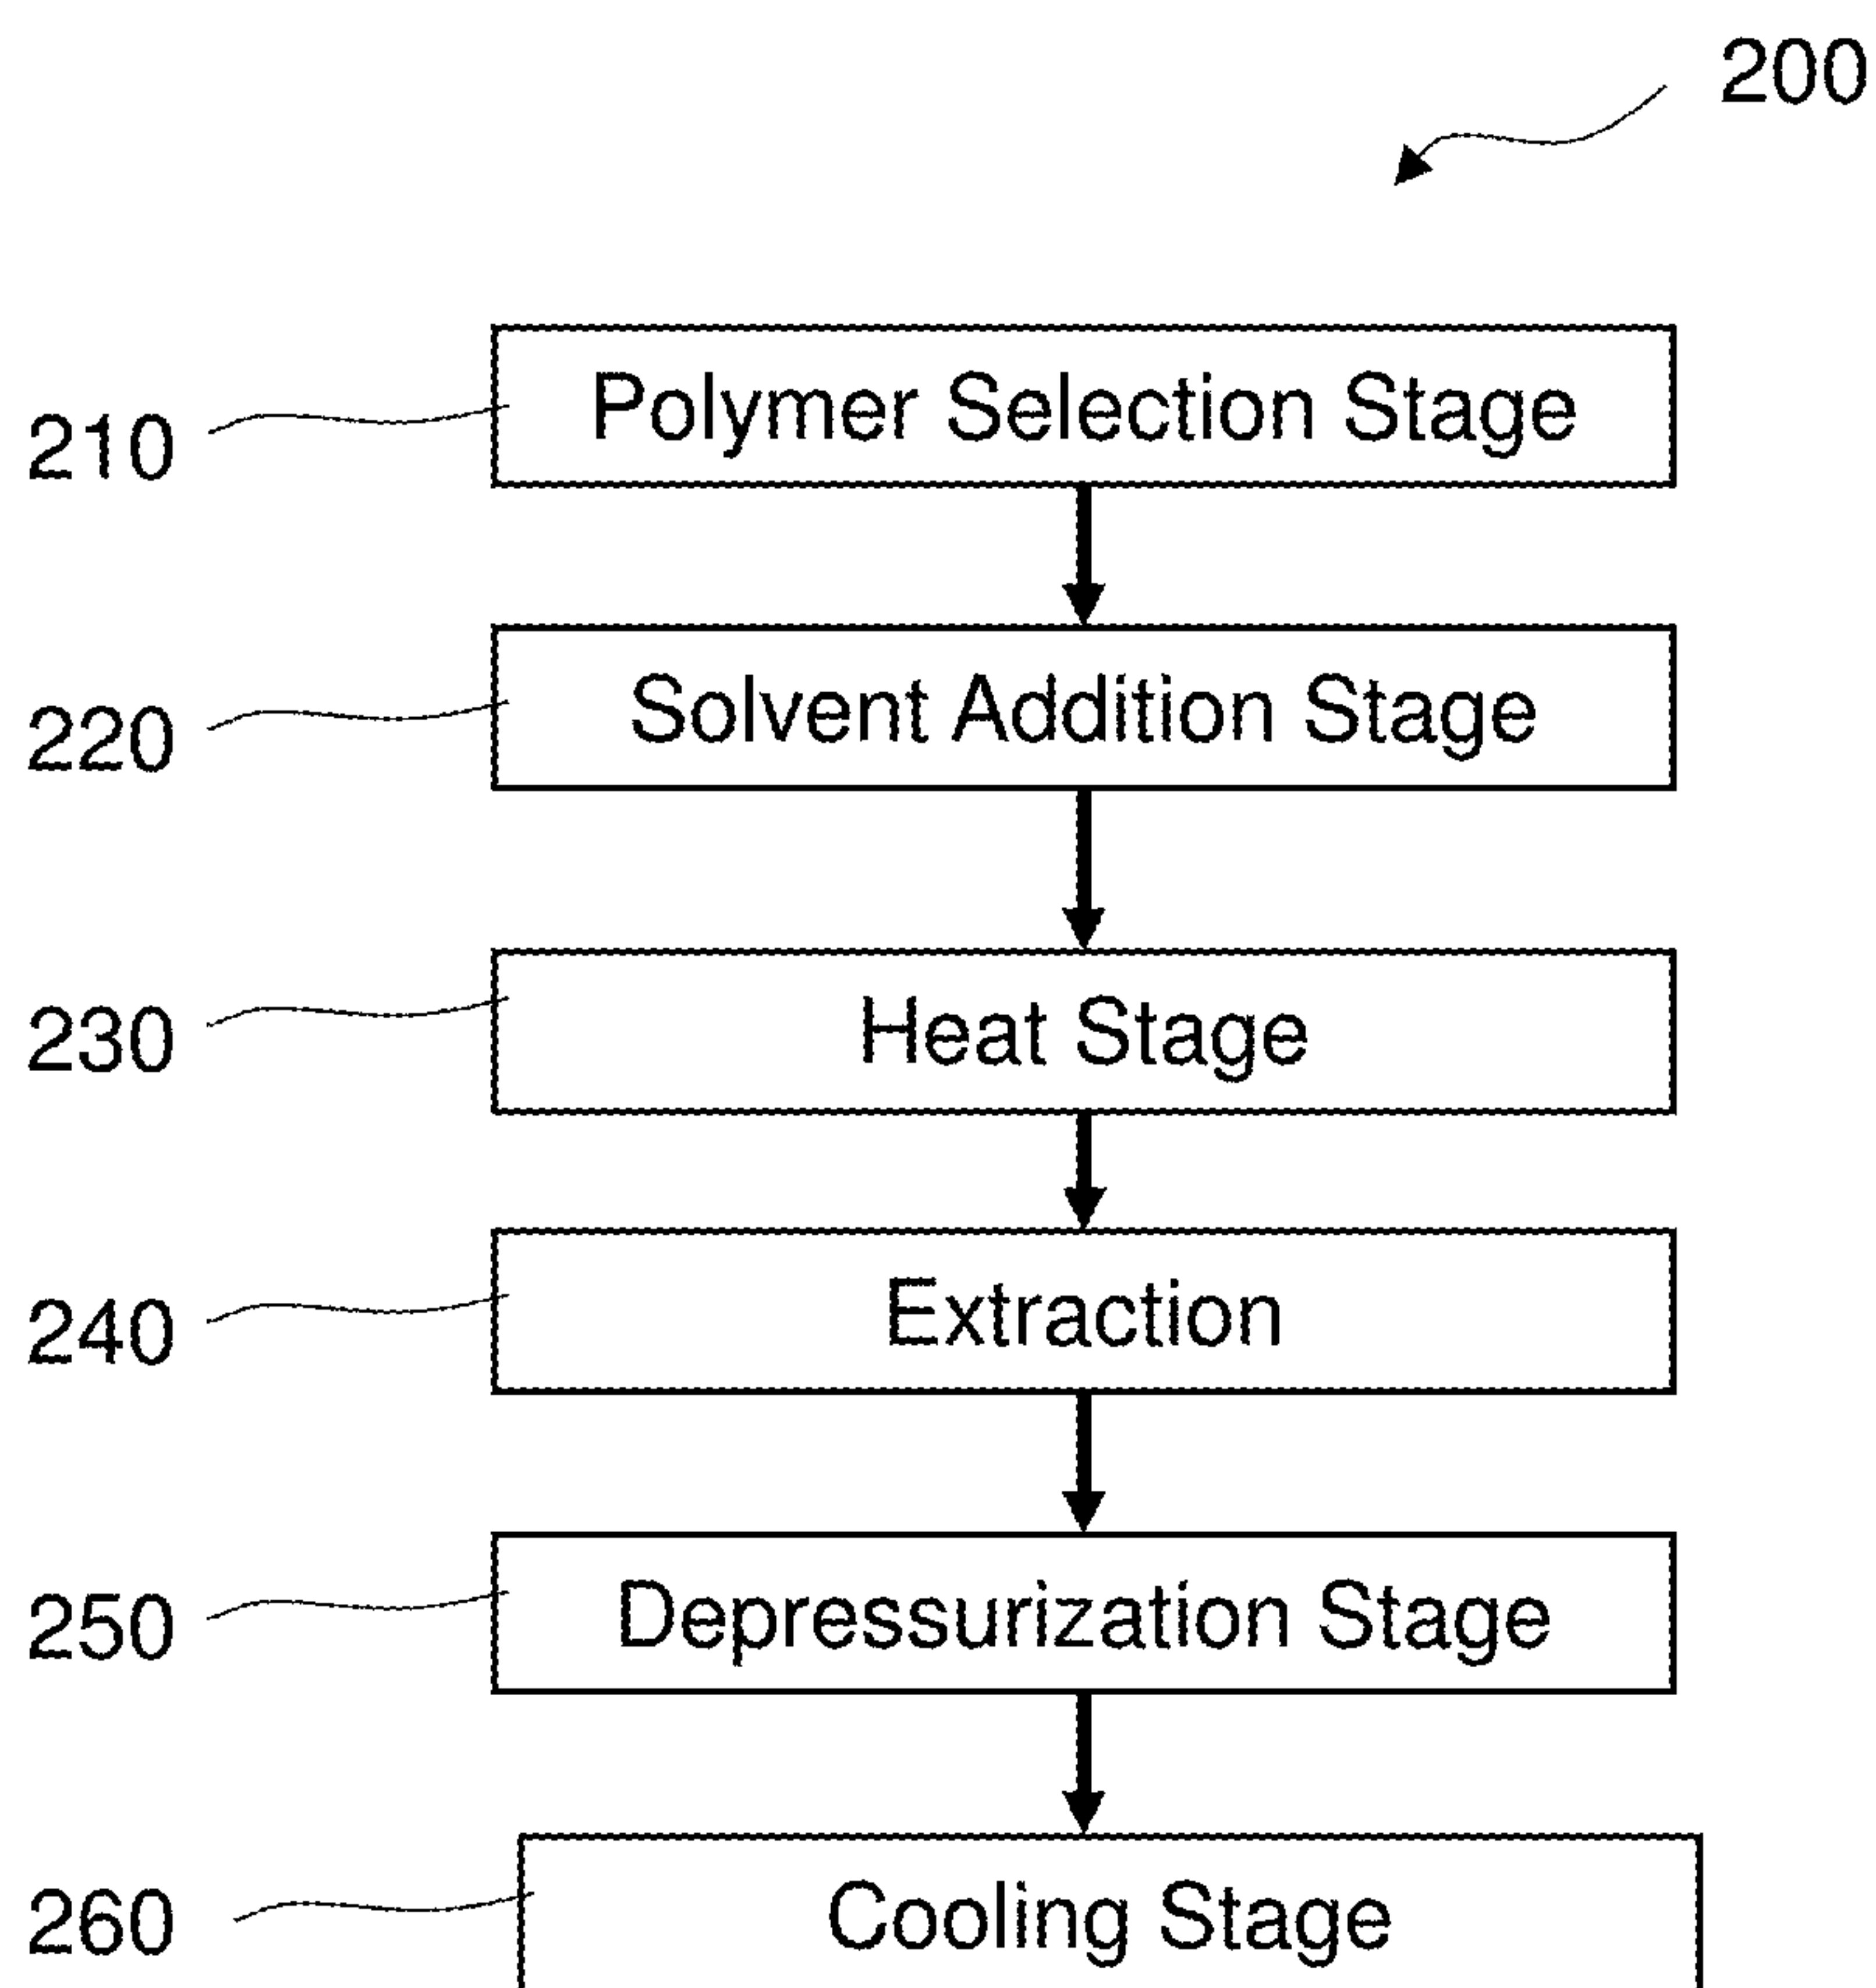 200
210 Polymer Selection Stage
220 Solvent Addition Stage
230 Heat Stage
240 Extraction
250 Depressurization Stage
260 Cooling Stage